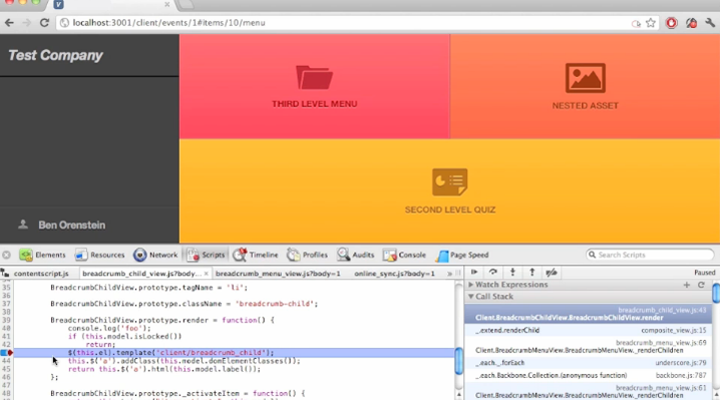 localhost:3001/client/events/1#items/10/menu
Test Company
THIRD LEVEL MENU
NESTED ASSET
SECOND LEVEL QUIZ
Ben Orenstein
Elements Resources Network Scripts Timeline Profiles Audits Console Page Speed Search Scripts
contentscript.js breadcrumb_child_view.js?body... × breadcrumb_menu_view.js?body=1 online_sync.js?body=1 » Paused
35 BreadcrumbChildView.prototype.tagName = 'li';
36
37 BreadcrumbChildView.prototype.className = 'breadcrumb-child';
38
39 BreadcrumbChildView.prototype.render = function() {
40 console.log('foo');
41 if (this.model.isLocked())
42 return;
$(this.el).template('client/breadcrumb_child');
44 this.$('a').addClass(this.model.domElementClasses());
45 return this.$('a').html(this.model.label());
46 };
47
48 BreadcrumbChildView.prototype._activateItem = function() {
Watch Expressions
Call Stack
breadcrumb_child_view.js:43
Client.BreadcrumbChildView.BreadcrumbChildView.render
_.extend.renderChild composite_view.js:15
breadcrumb_menu_view.js:69
Client.BreadcrumbMenuView.BreadcrumbMenuView._renderChildren
_.each._.forEach underscore.js:79
_.each.Backbone.Collection.(anonymous function) backbone.js:787
breadcrumb_menu_view.js:61
Client.BreadcrumbMenuView.BreadcrumbMenuView._renderChildren